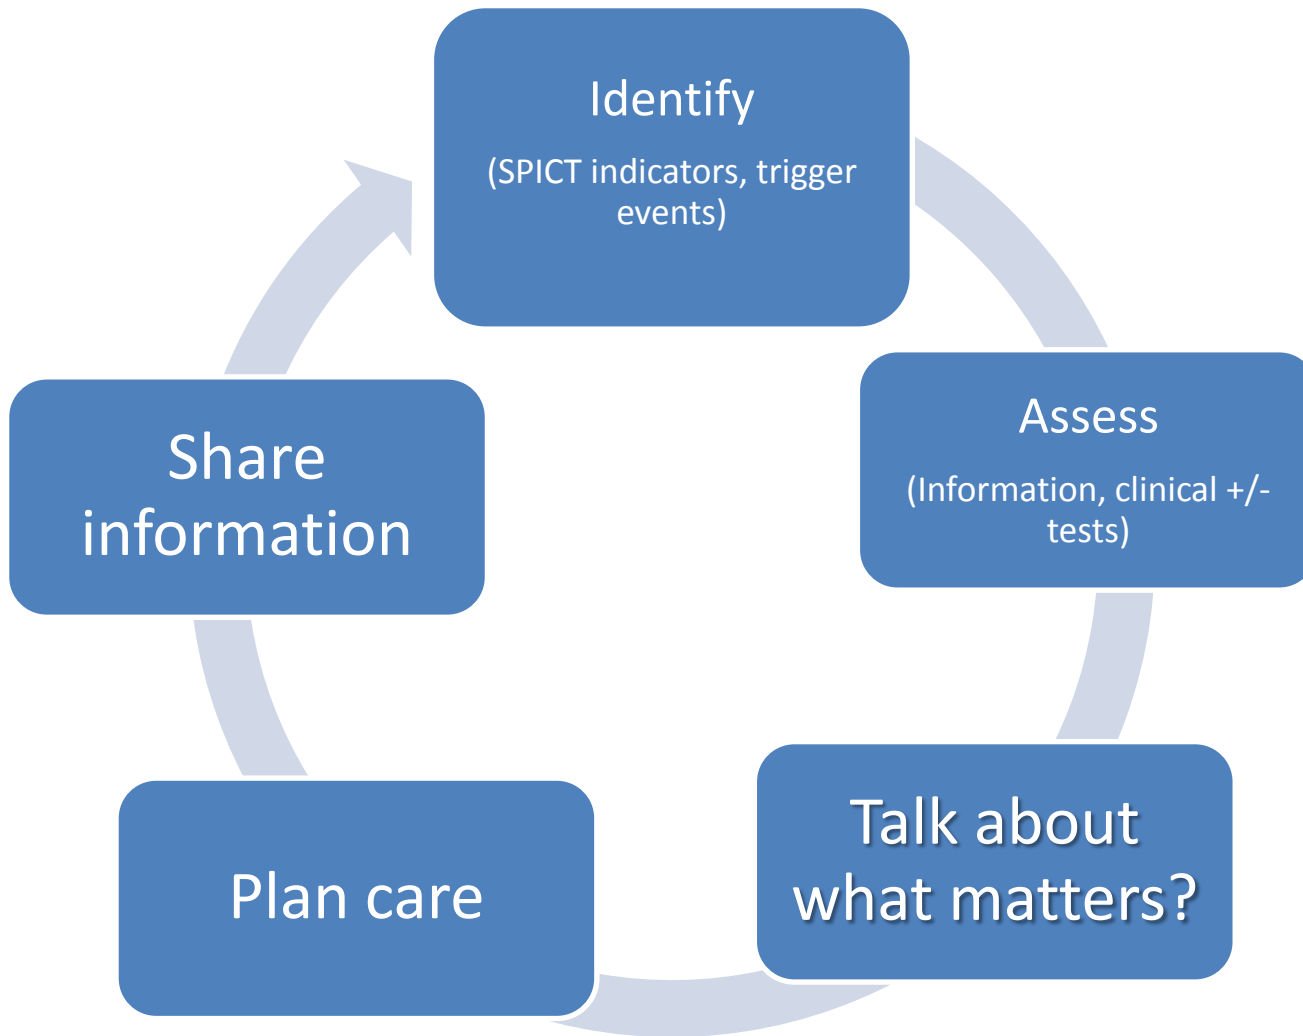 Identify
(SPICT indicators, trigger
events)
Assess
(Information, clinical +/-
tests)
Talk about
what matters?
Plan care
Share
information